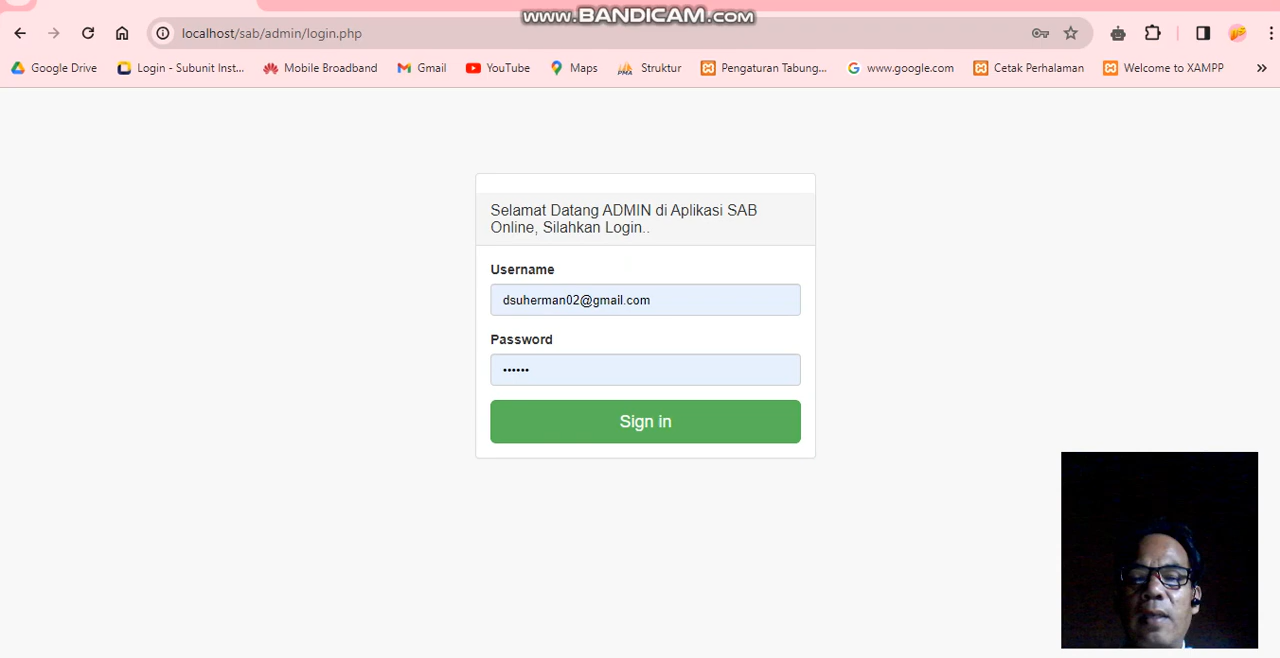 www.BANDICAM.com
localhost/sab/admin/login.php
Google Drive Login - Subunit Inst... Mobile Broadband Gmail YouTube Maps Struktur Pengaturan Tabung... www.google.com Cetak Perhalaman Welcome to XAMPP »
Selamat Datang ADMIN di Aplikasi SAB
Online, Silahkan Login..
Username
dsuherman02@gmail.com
Password
••••••
Sign in